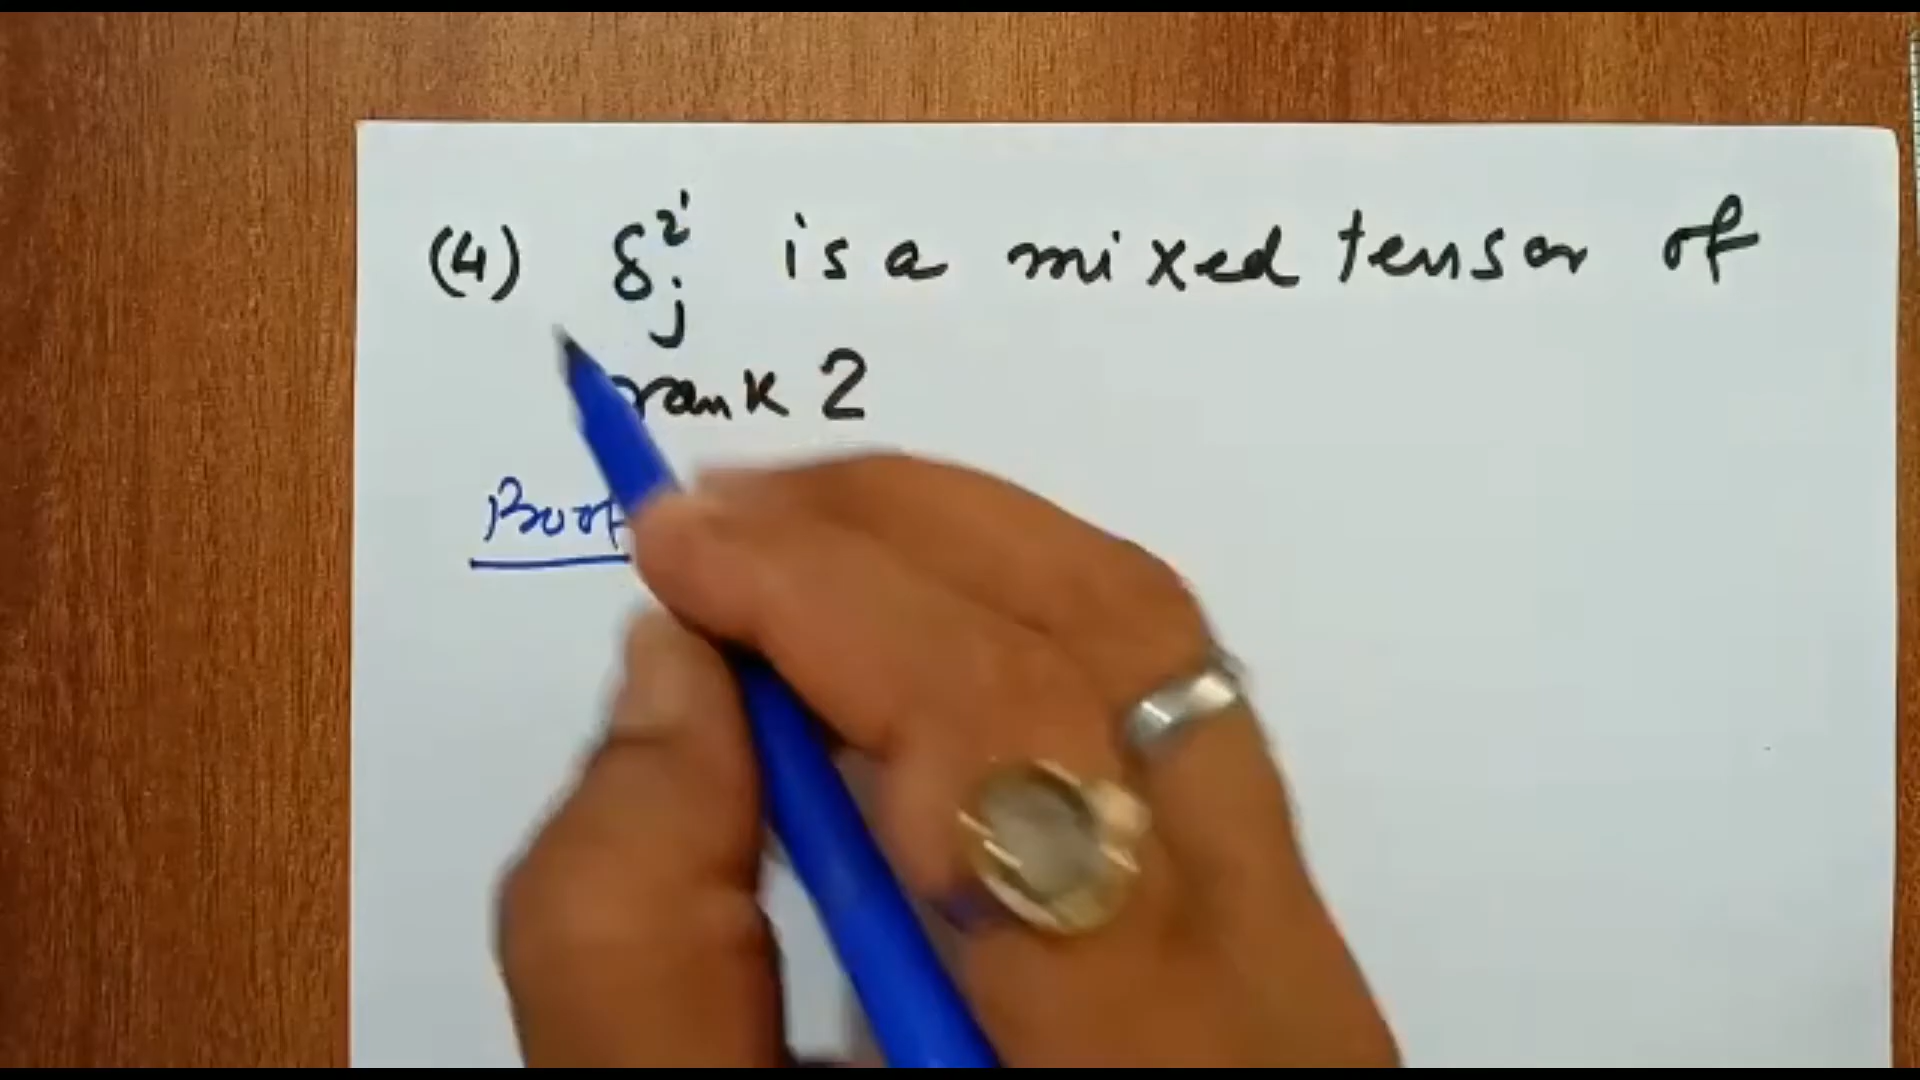 (4) δ^i_j is a mixed tensor of
rank 2
Proof